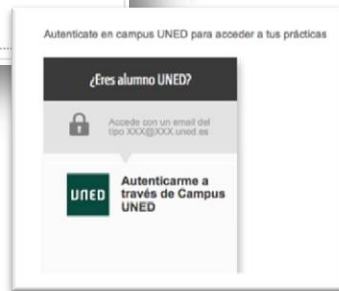 Autenticate en campus UNED para acceder a tus prácticas
¿Eres alumno UNED?
Accede con un email del
tipo XXX@XXX.uned.es
UNED
Autenticarme a
través de Campus
UNED